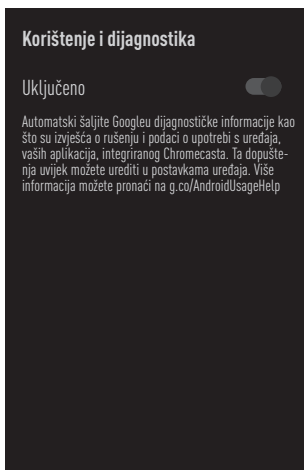 Korištenje i dijagnostika
Uključeno
Automatski šaljite Googleu dijagnostičke informacije kao
što su izvješća o rušenju i podaci o upotrebi s uređaja,
vaših aplikacija, integriranog Chromecasta. Ta dopušte-
nja uvijek možete urediti u postavkama uređaja. Više
informacija možete pronaći na g.co/AndroidUsageHelp